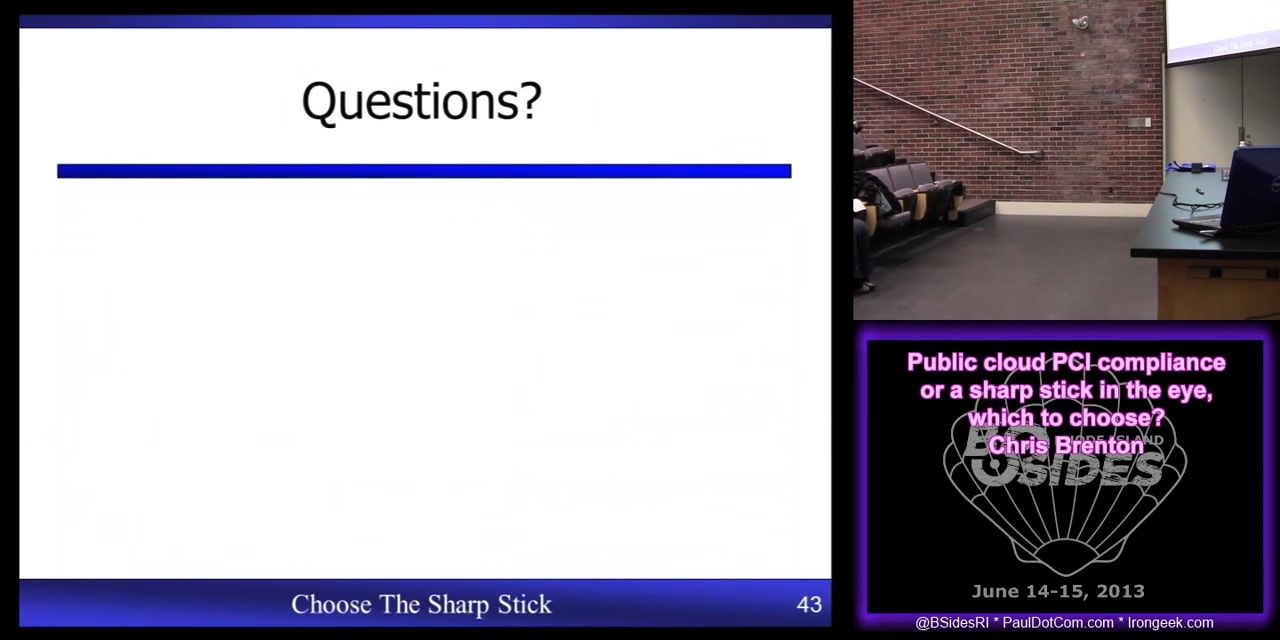 Questions?
Choose The Sharp Stick
43
Public cloud PCI compliance
or a sharp stick in the eye,
which to choose?
Chris Brenton
BSIDES
June 14-15, 2013
@BSidesRI * PaulDotCom.com * Irongeek.com